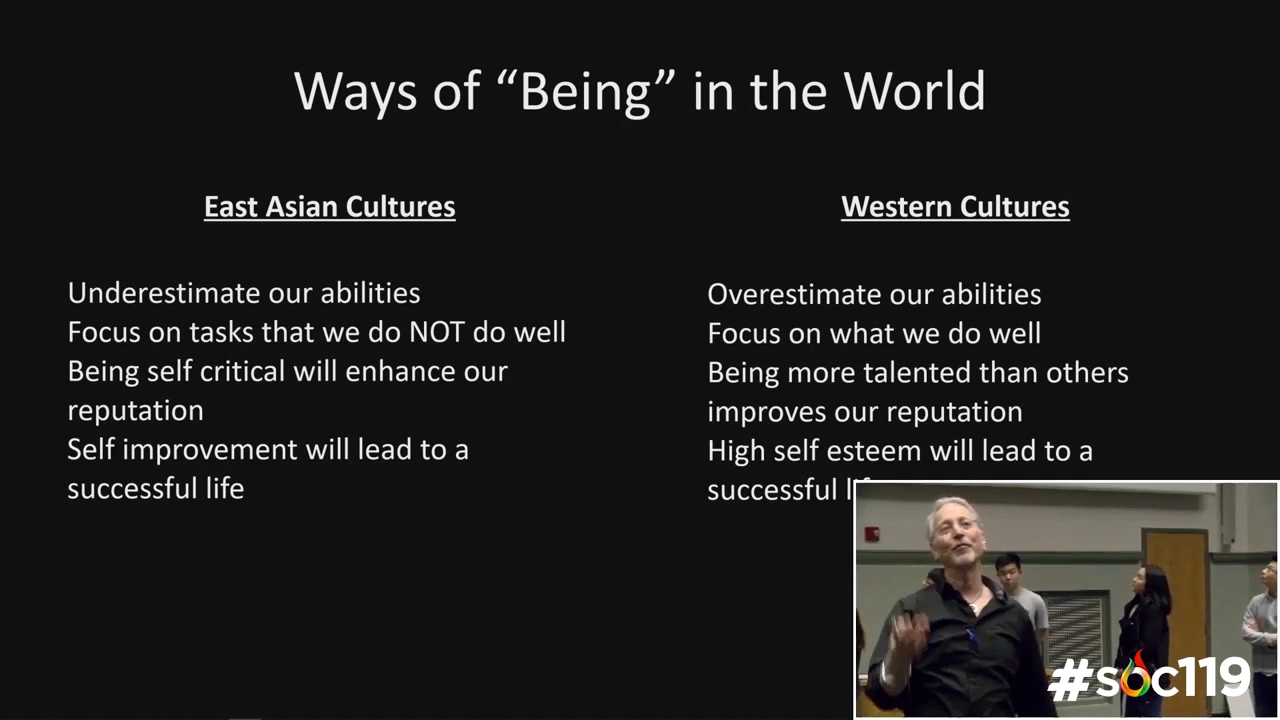 Ways of “Being” in the World
East Asian Cultures
Underestimate our abilities
Focus on tasks that we do NOT do well
Being self critical will enhance our
reputation
Self improvement will lead to a
successful life
Western Cultures
Overestimate our abilities
Focus on what we do well
Being more talented than others
improves our reputation
High self esteem will lead to a
successful
#soc119